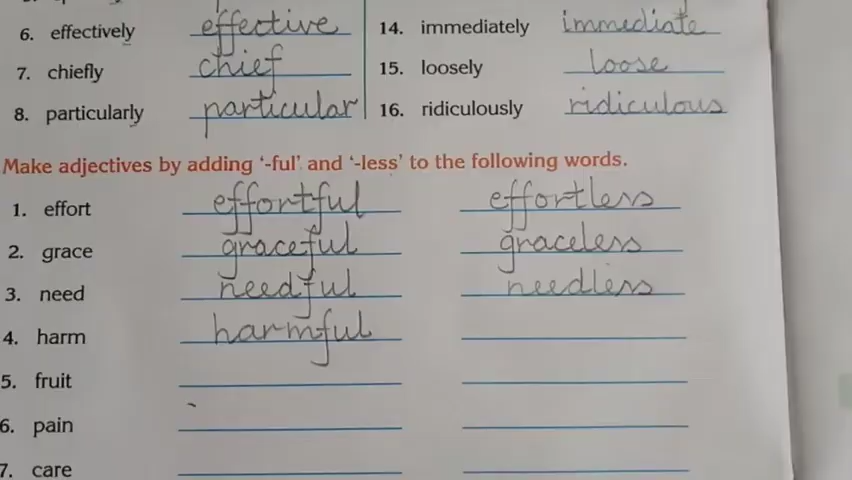 6. effectively effective 14. immediately immediate
7. chiefly chief 15. loosely loose
8. particularly particular 16. ridiculously ridiculous
Make adjectives by adding ‘-ful’ and ‘-less’ to the following words.
1. effort effortful effortless
2. grace graceful graceless
3. need needful needless
4. harm harmful
5. fruit
6. pain
7. care